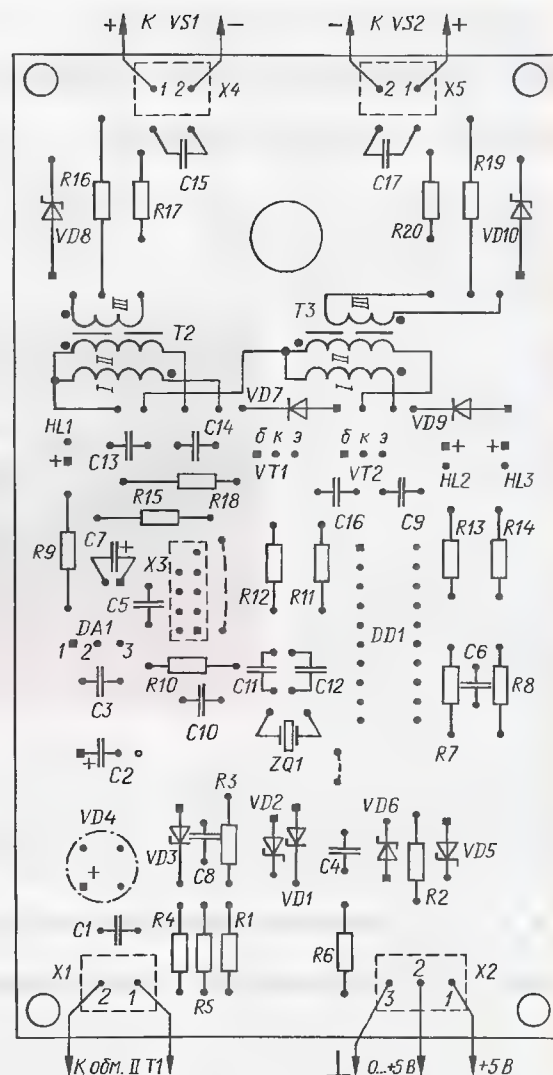 + К VS1 – – К VS2 +
1 2 X4 2 1 X5
C15 C17
R16 R17 R20 R19
VD8 VD10
III T2 III T3
II II
I I
VD7 VD9
HL1 + C13 C14 б к э VT1 б к э VT2 + + HL2 HL3
R15 R18 C16 C9
R9 C7 + X3 R13 R14
C5 R12 R11 DD1
DA1
1 2 3
R10 C11 C12 C6
C3 C10 R7 R8
+ C2 ZQ1
R3 VD2 VD6
VD4 VD3 C8 VD1 C4 R2 VD5
+
C1 R4 R1 R6
X1 R5 X2
2 1 3 2 1
К обм. II T1 ⊥ 0...+5 В +5 В